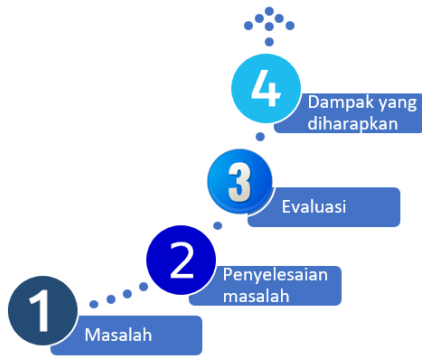 4
Dampak yang
diharapkan
3
Evaluasi
2
Penyelesaian
masalah
1
Masalah